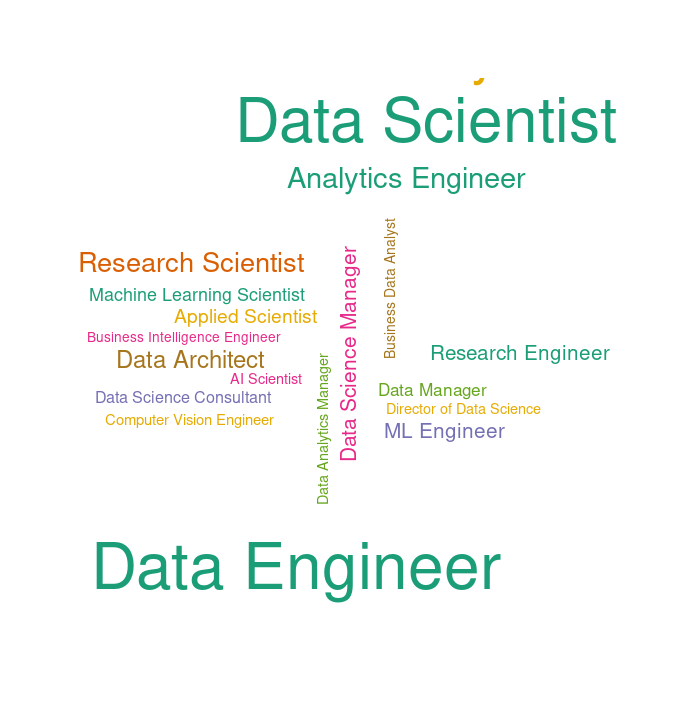 Data Scientist
Analytics Engineer
Business Data Analyst
Data Science Manager
Research Scientist
Machine Learning Scientist
Applied Scientist
Business Intelligence Engineer
Data Architect
Research Engineer
Data Analytics Manager
AI Scientist
Data Manager
Data Science Consultant
Director of Data Science
Computer Vision Engineer
ML Engineer
Data Engineer